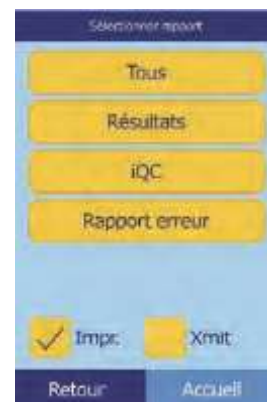 Sélectionner rapport
Tous
Résultats
iQC
Rapport erreur
Impr. Xmit
Retour Accueil